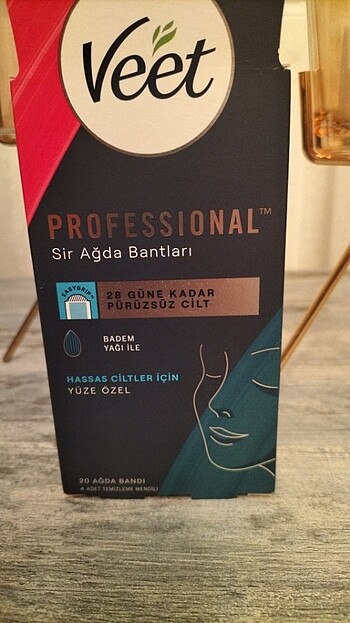 Veet
PROFESSIONAL™
Sir Ağda Bantları
EASYGRIP™
28 GÜNE KADAR
PÜRÜZSÜZ CİLT
BADEM
YAĞI İLE
HASSAS CİLTLER İÇİN
YÜZE ÖZEL
20 AĞDA BANDI
4 ADET TEMİZLEME MENDİLİ